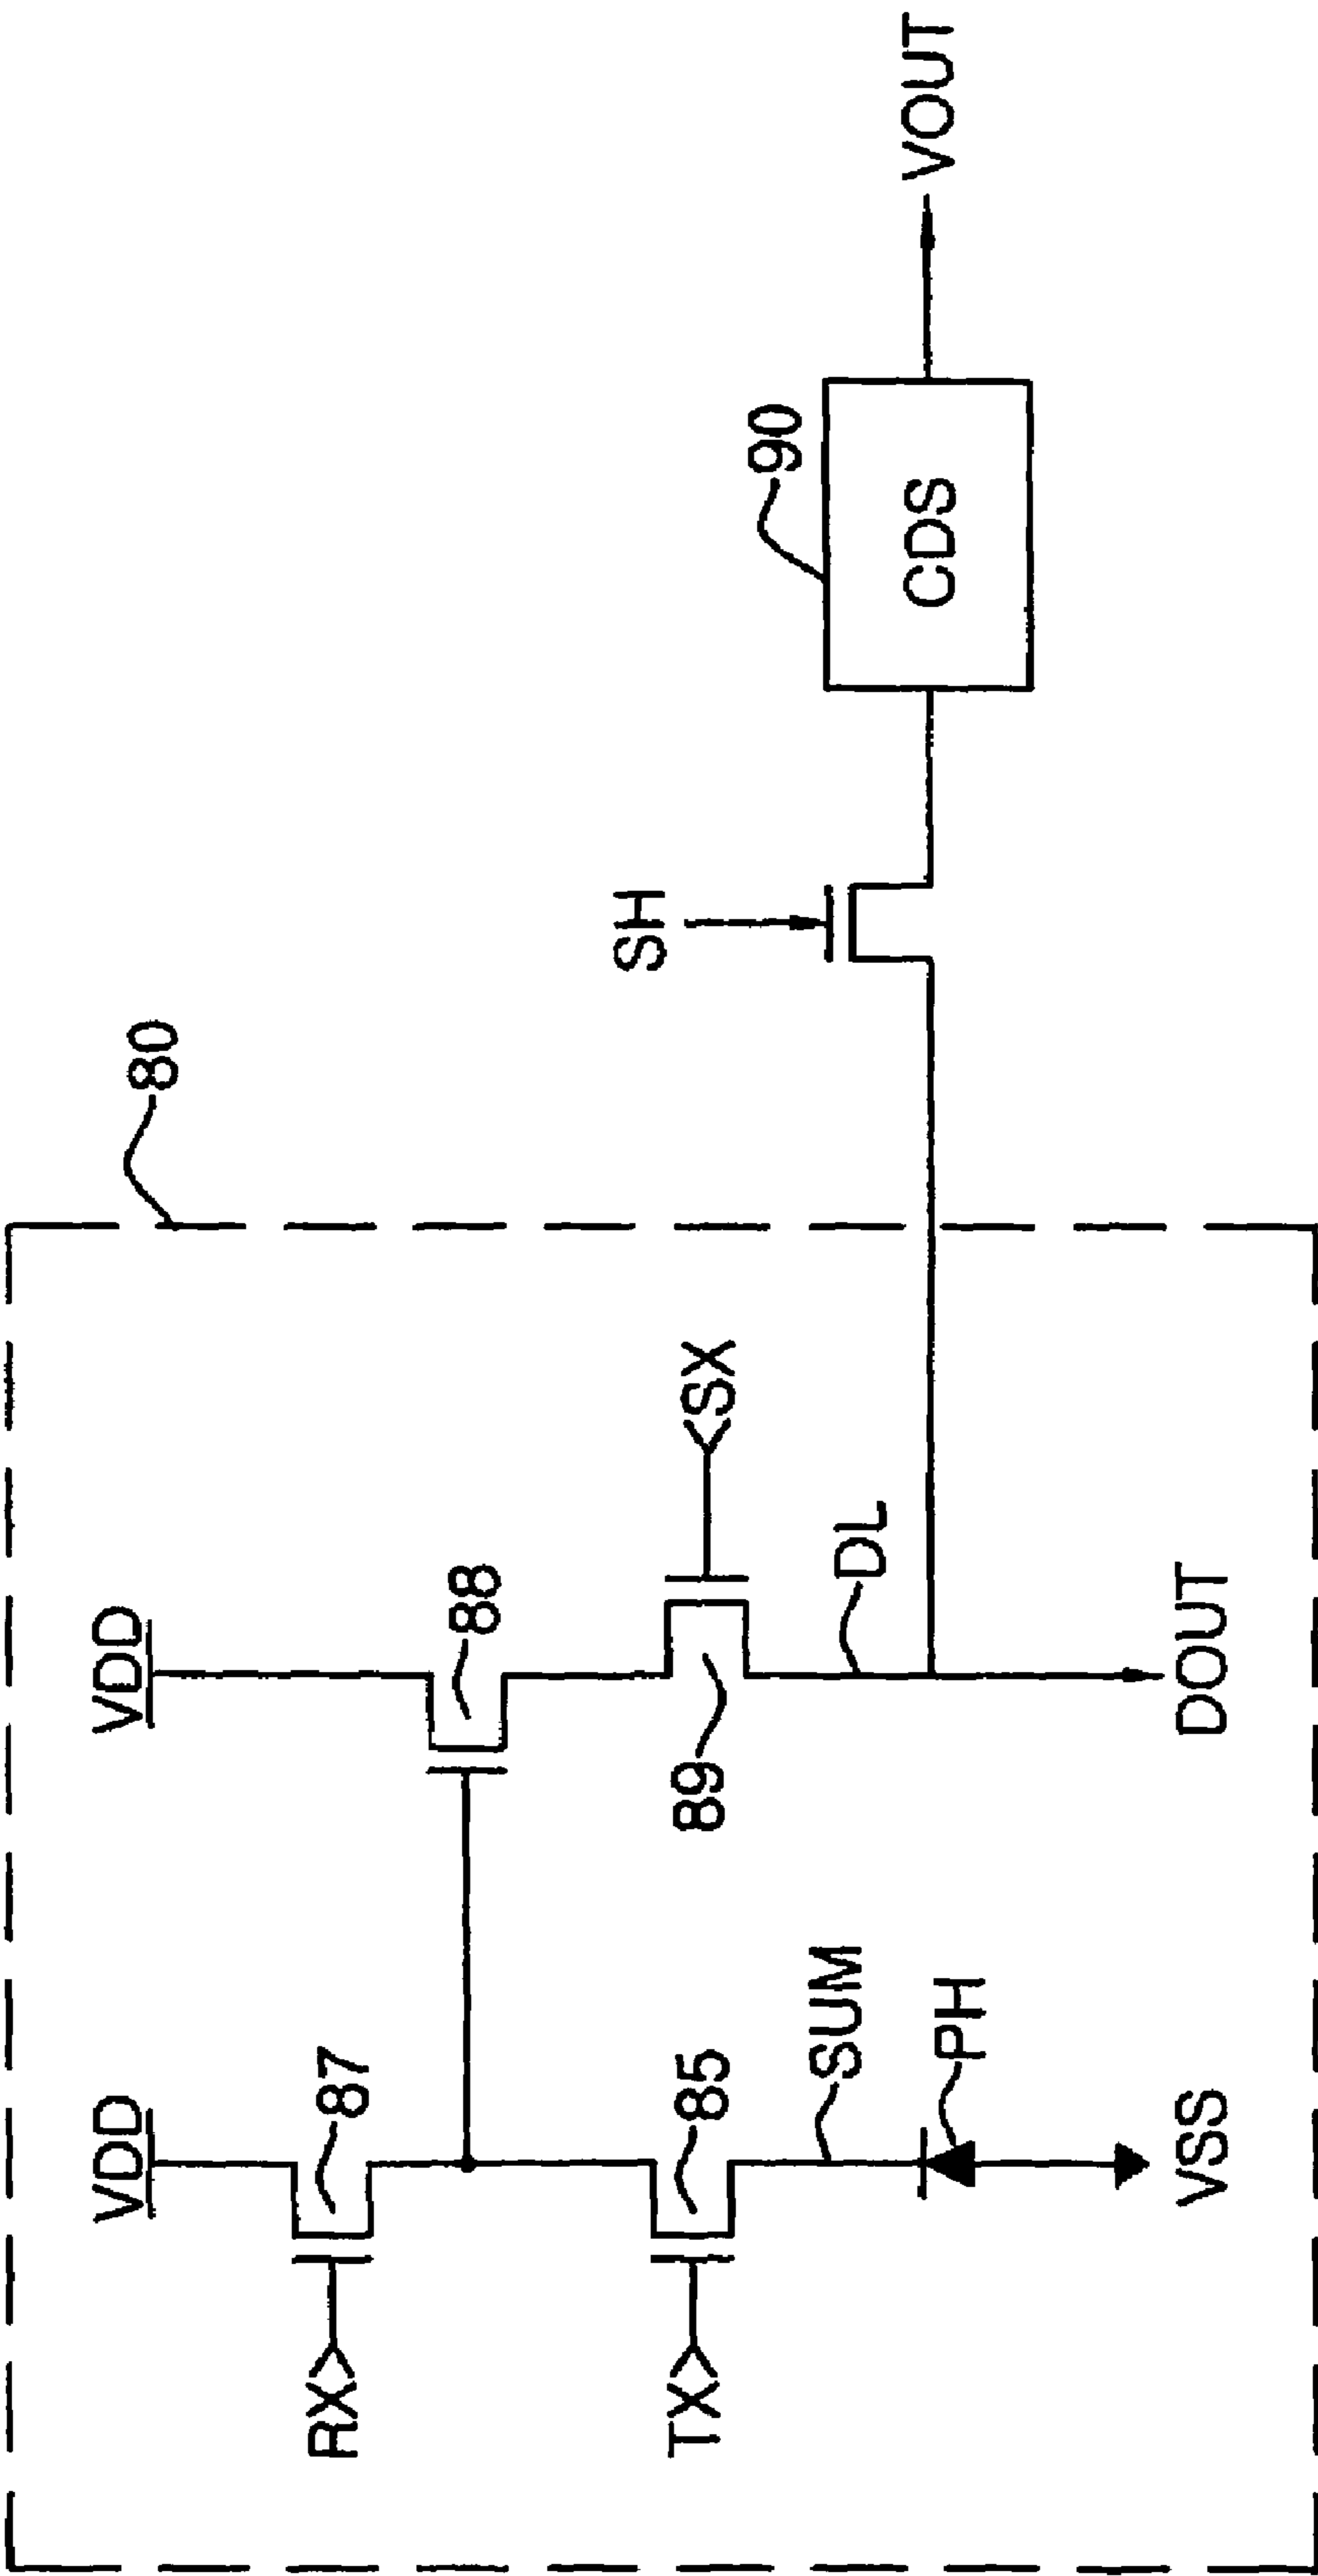 80
VDD
VDD
RX
87
88
TX
85
89
SX
SUM
DL
PH
VSS
DOUT
SH
90
CDS
VOUT